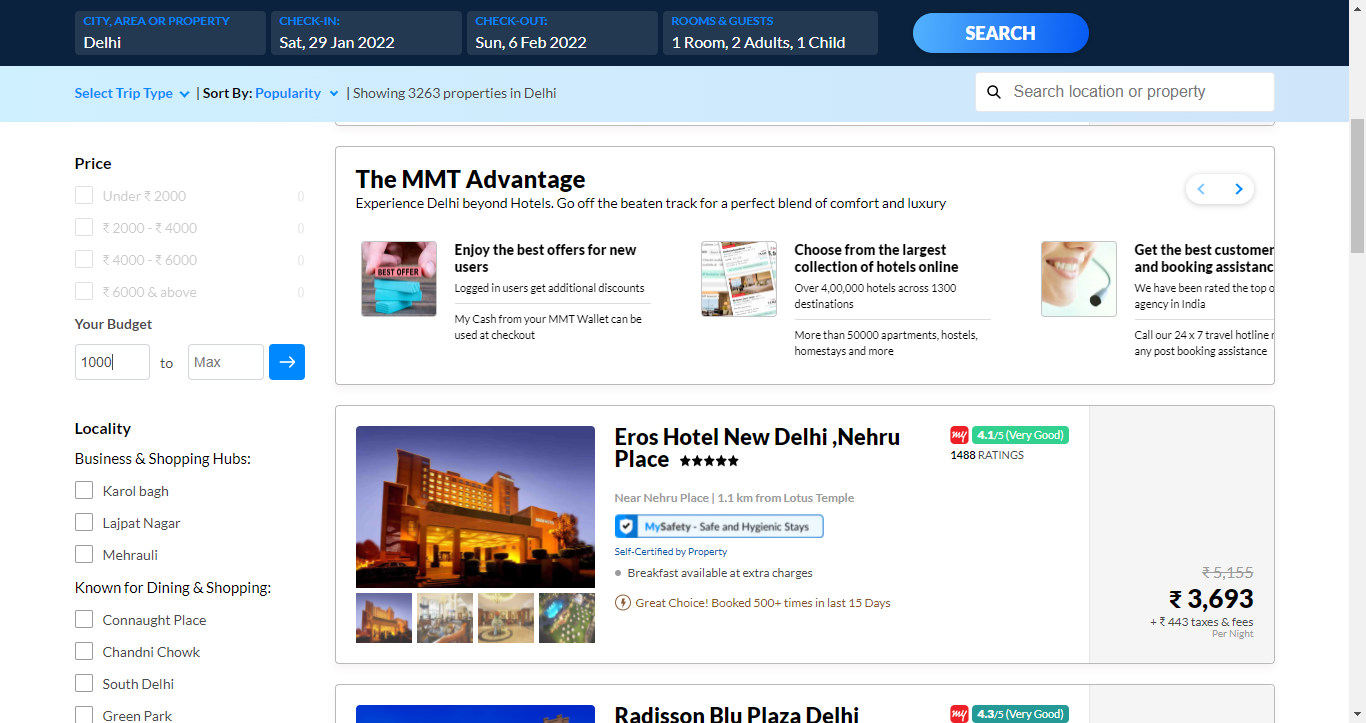 CITY, AREA OR PROPERTY
Delhi
CHECK-IN:
Sat, 29 Jan 2022
CHECK-OUT:
Sun, 6 Feb 2022
ROOMS & GUESTS
1 Room, 2 Adults, 1 Child
SEARCH
Select Trip Type | Sort By: Popularity | Showing 3263 properties in Delhi
Search location or property
Price
Under ₹ 2000 0
₹ 2000 - ₹ 4000 0
₹ 4000 - ₹ 6000 0
₹ 6000 & above 0
Your Budget
1000 to Max
Locality
Business & Shopping Hubs:
Karol bagh
Lajpat Nagar
Mehrauli
Known for Dining & Shopping:
Connaught Place
Chandni Chowk
South Delhi
Green Park
The MMT Advantage
Experience Delhi beyond Hotels. Go off the beaten track for a perfect blend of comfort and luxury
BEST OFFER
Enjoy the best offers for new
users
Logged in users get additional discounts
My Cash from your MMT Wallet can be
used at checkout
Choose from the largest
collection of hotels online
Over 4,00,000 hotels across 1300
destinations
More than 50000 apartments, hostels,
homestays and more
Get the best customer
and booking assistanc
We have been rated the top o
agency in India
Call our 24 x 7 travel hotline r
any post booking assistance
Eros Hotel New Delhi ,Nehru
Place ★★★★★
my 4.1/5 (Very Good)
1488 RATINGS
Near Nehru Place | 1.1 km from Lotus Temple
MySafety - Safe and Hygienic Stays
Self-Certified by Property
Breakfast available at extra charges
Great Choice! Booked 500+ times in last 15 Days
₹ 5,155
₹ 3,693
+ ₹ 443 taxes & fees
Per Night
Radisson Blu Plaza Delhi
my 4.3/5 (Very Good)